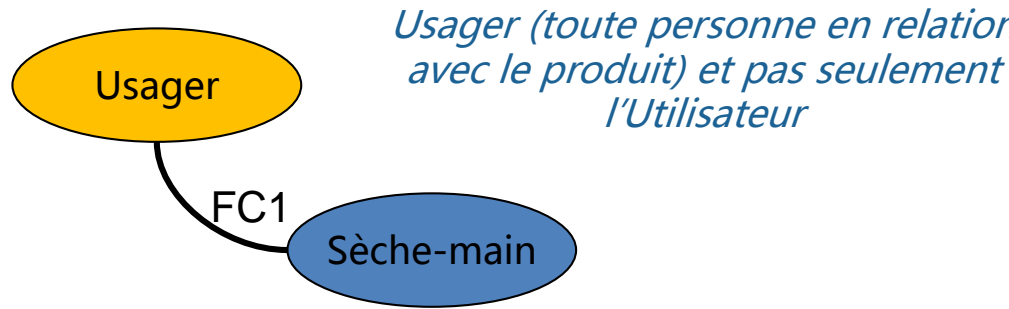 Usager (toute personne en relation
avec le produit) et pas seulement
l'Utilisateur
Usager
FC1
Sèche-main